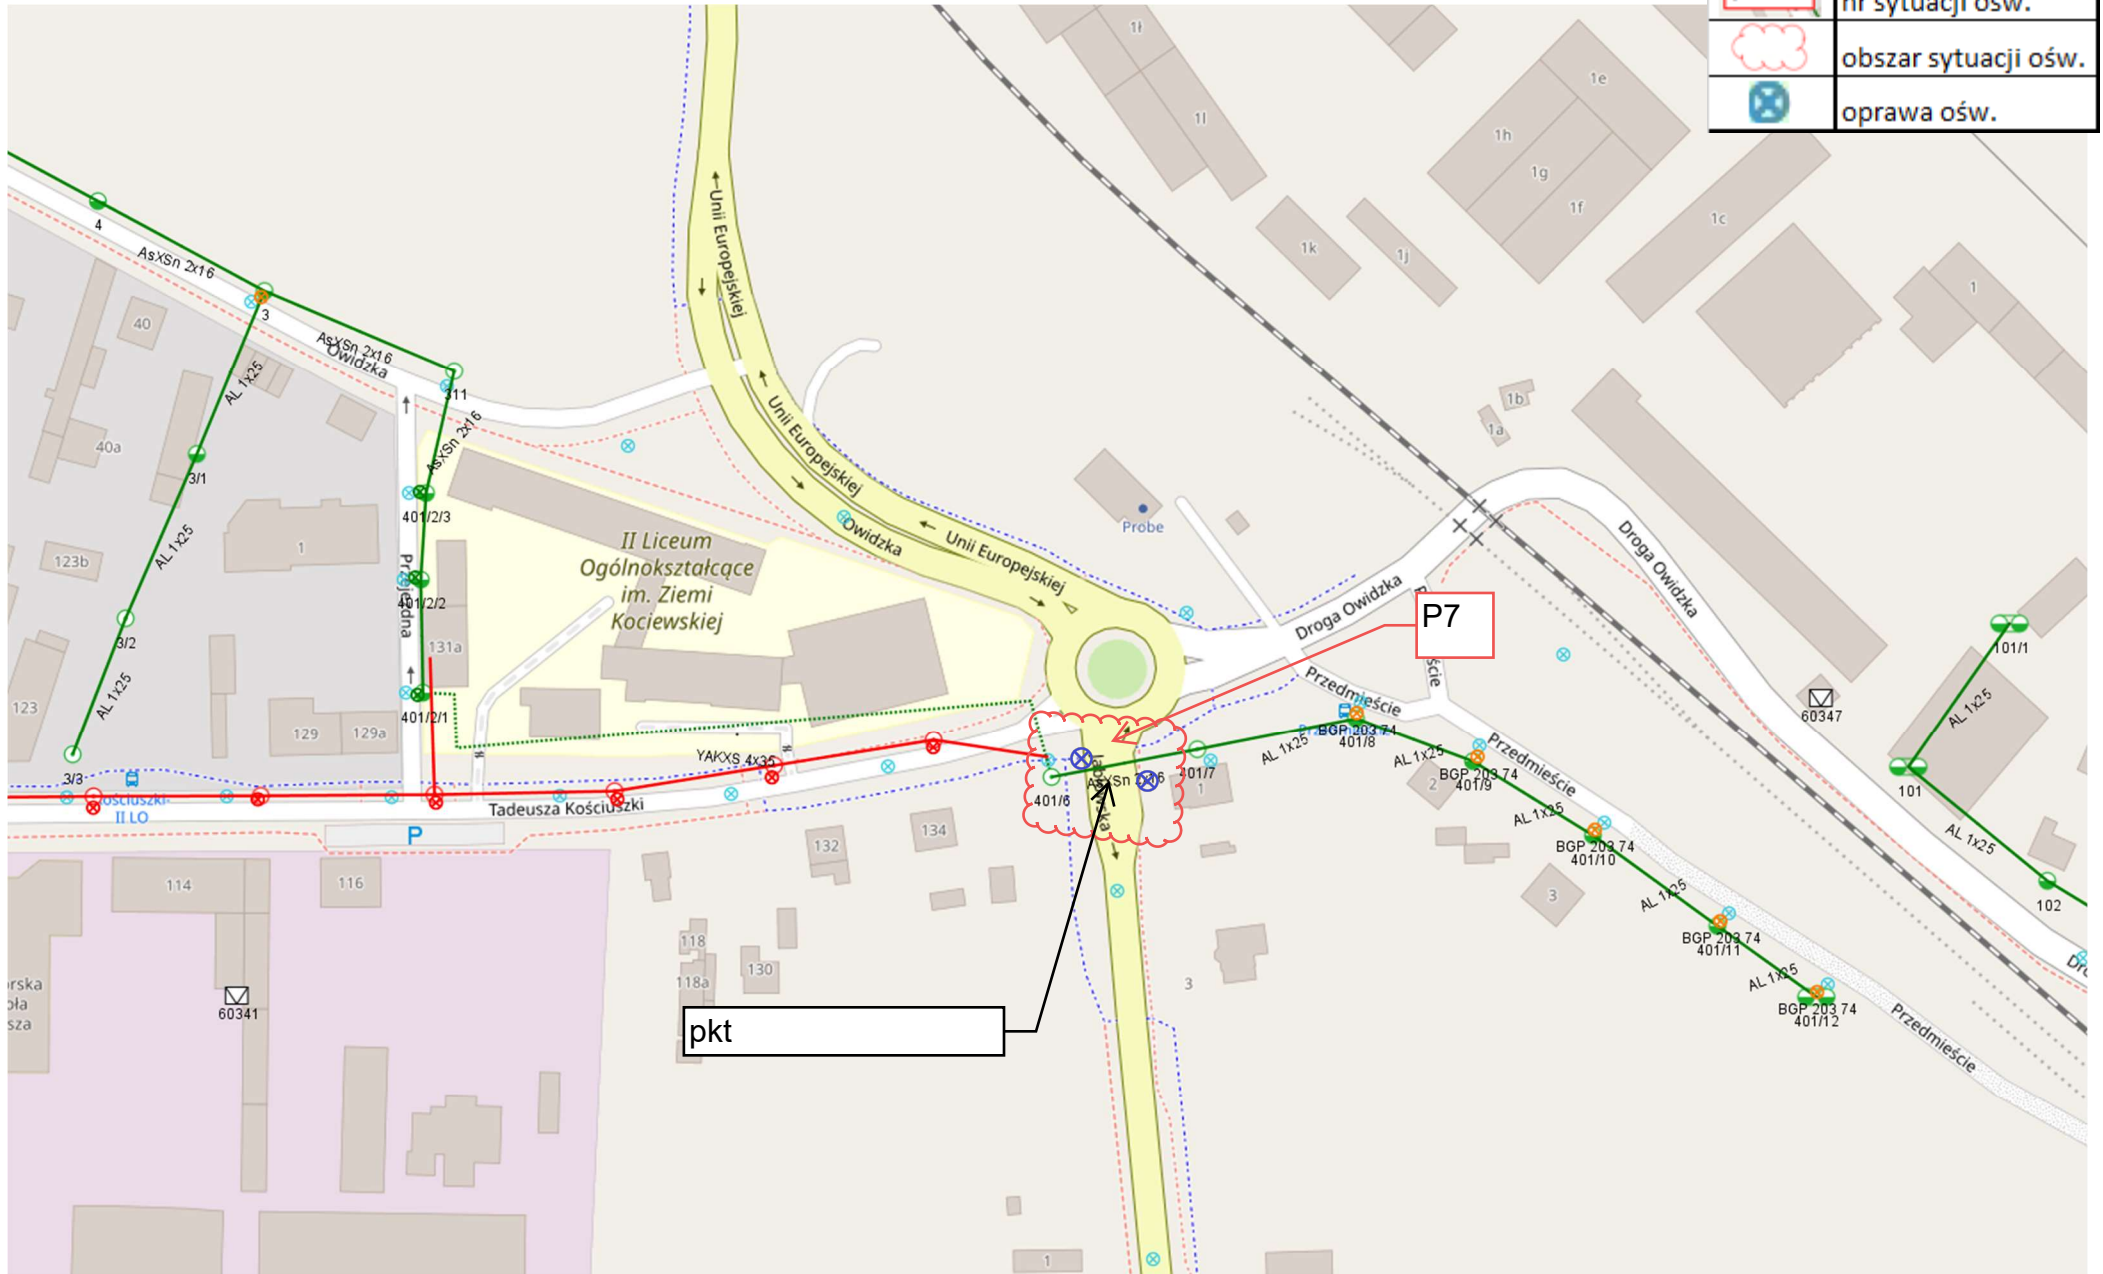 nr sytuacji ośw.
obszar sytuacji ośw.
oprawa ośw.
1ł
1e
1l
1h
1g
1f
1c
1k
1j
1
4
AsXSn 2x16
Unii Europejskiej
3
40
AsXSn 2x16
Owidzka
311
AL 1x25
40a
3/1
AsXSn 2x16
Unii Europejskiej
1b
1a
401/2/3
Owidzka
Unii Europejskiej
Probe
Droga Owidzka
II Liceum
Ogólnokształcące
im. Ziemi
Kociewskiej
1
123b
AL 1x25
Przejezdna
401/2/2
3/2
131a
Droga Owidzka
P7
101/1
AL 1x25
123
401/2/1
129
129a
Przedmieście
60347
AL 1x25
3/3
YAKXS 4x35
BGP 203 74
401/8
AL 1x25
401/7
AL 1x25
BGP 203 74
401/9
Przedmieście
101
II LO
Tadeusza Kościuszki
401/6
1
2
P
134
132
AL 1x25
BGP 203 74
401/10
AL 1x25
114
116
3
AL 1x25
102
118
130
118a
3
BGP 203 74
401/11
AL 1x25
60341
pkt
BGP 203 74
401/12
Przedmieście
1